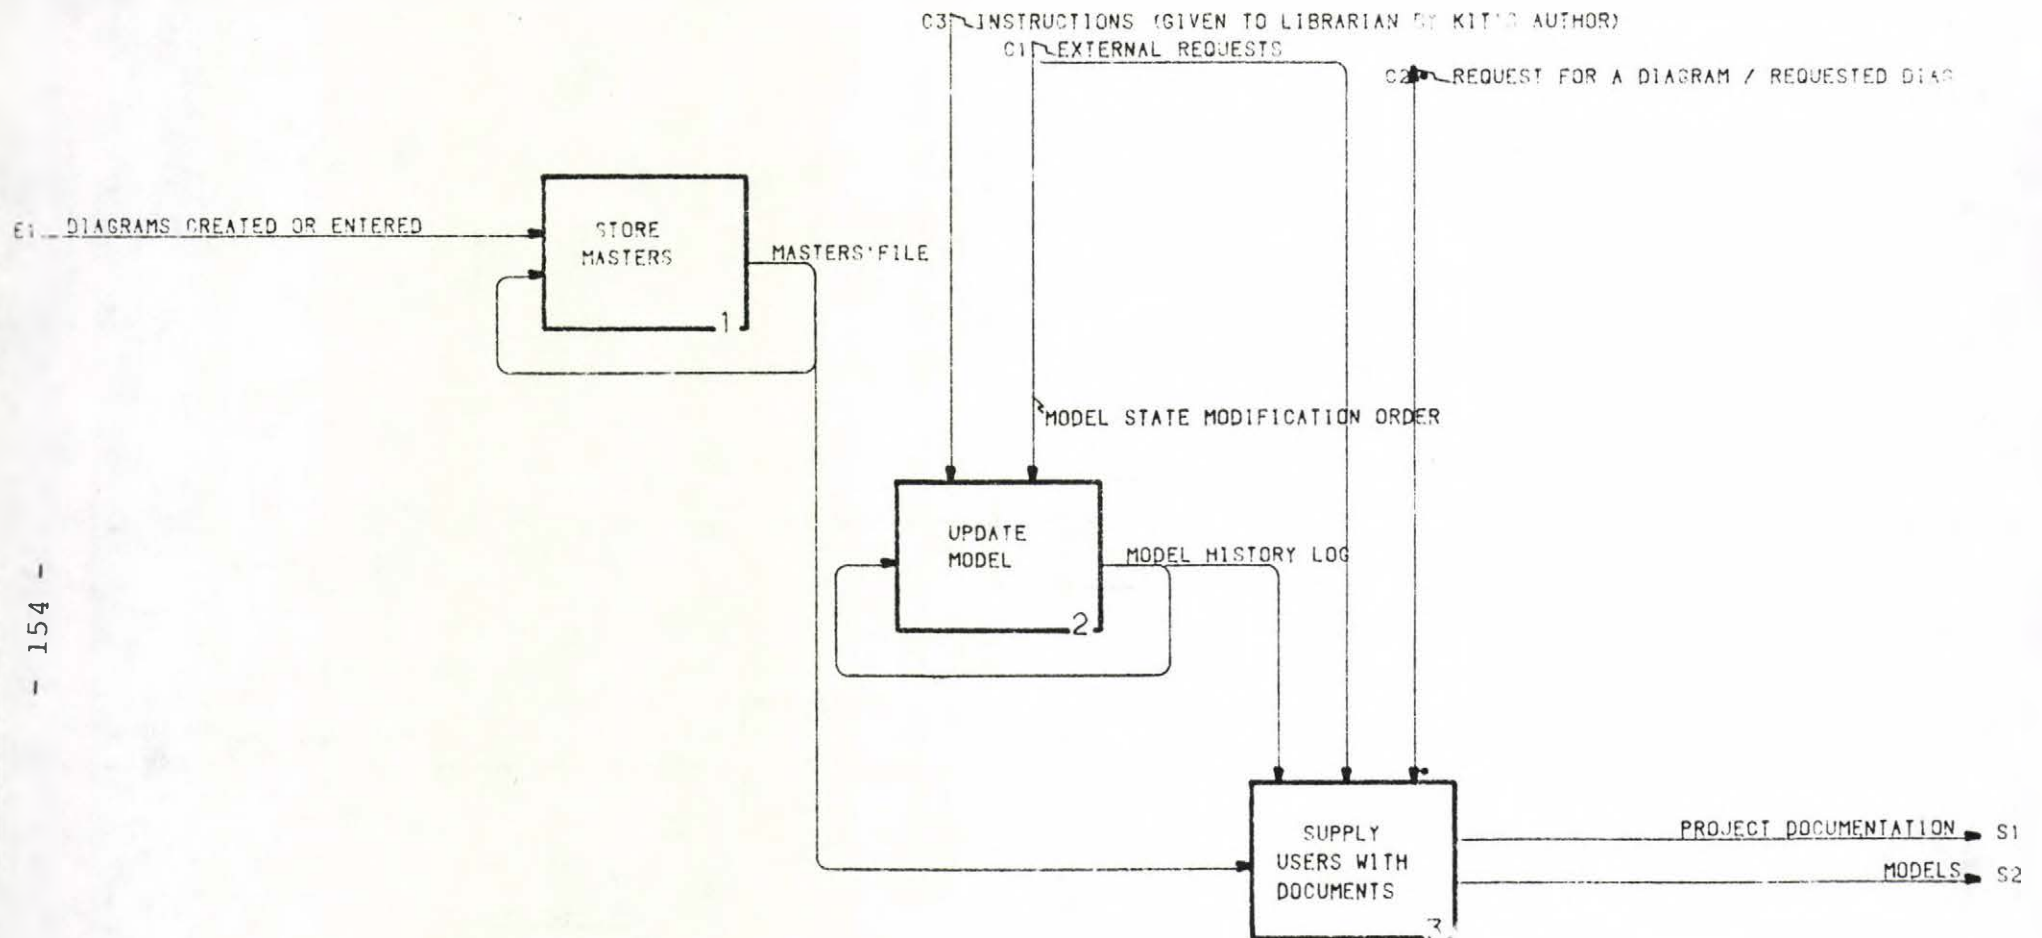 C3 INSTRUCTIONS (GIVEN TO LIBRARIAN BY KIT'S AUTHOR)
C1 EXTERNAL REQUESTS
C2 REQUEST FOR A DIAGRAM / REQUESTED DIAG
E1 DIAGRAMS CREATED OR ENTERED
STORE
MASTERS
1
MASTERS'FILE
MODEL STATE MODIFICATION ORDER
UPDATE
MODEL
2
MODEL HISTORY LOG
- 154 -
SUPPLY
USERS WITH
DOCUMENTS
3
PROJECT DOCUMENTATION S1
MODELS S2